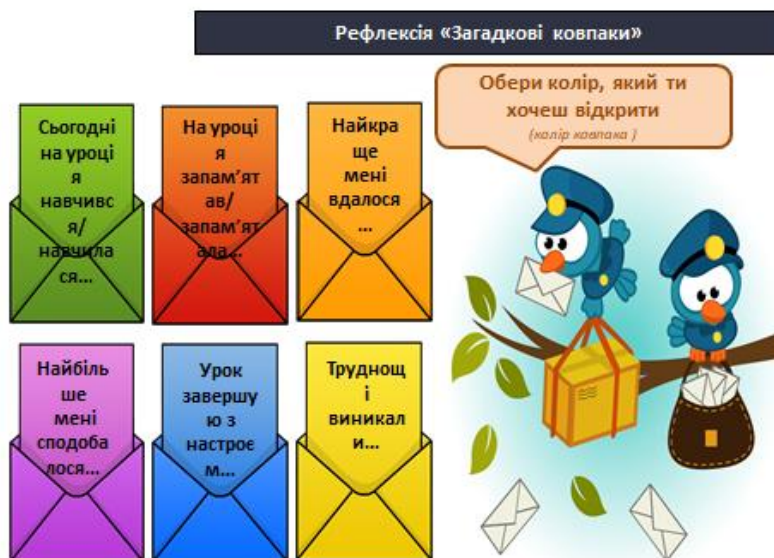 Рефлексія «Загадкові ковпаки»
Обери колір, який ти
хочеш відкрити
(колір ковпака )
Сьогодні
на уроці
я
навчивс
я/
навчила
ся...
На уроці
я
запам’ят
ав/
запам’ят
ала...
Найкра
ще
мені
вдалося
...
Найбіль
ше
мені
сподоба
лося...
Урок
завершу
ю з
настроє
м...
Труднощ
і
виникал
и...